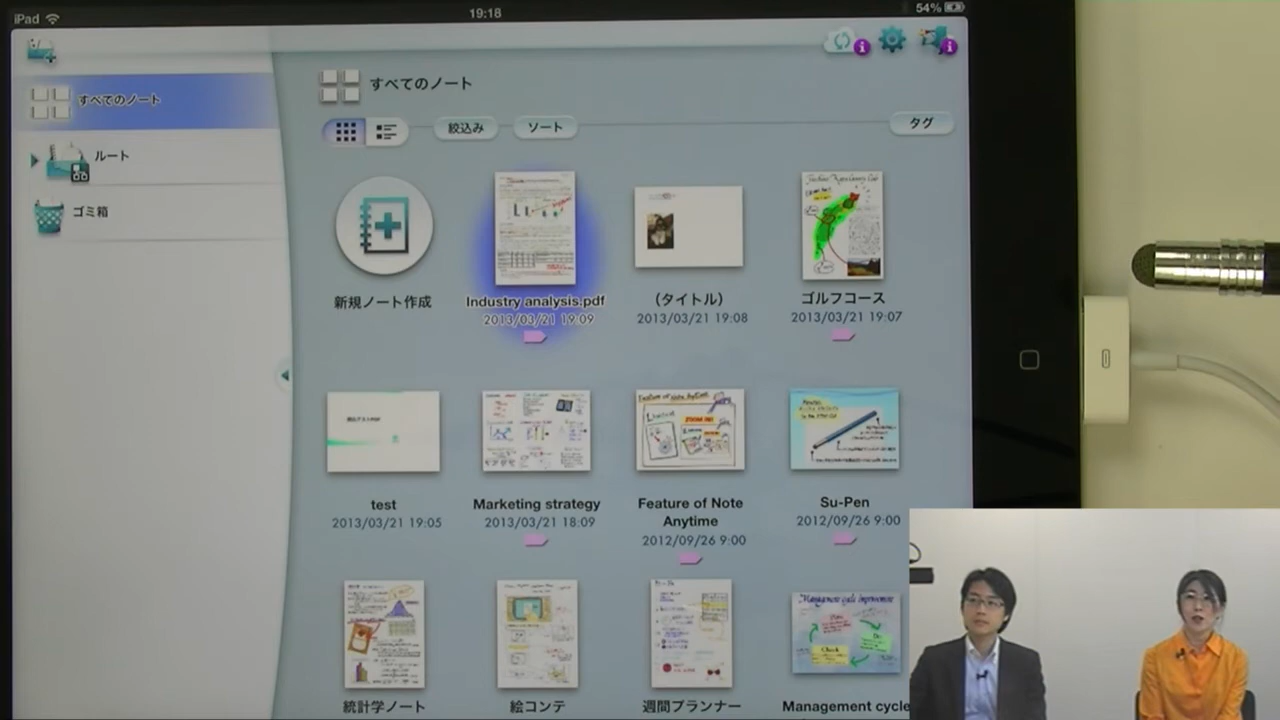 iPad
19:18
54%
すべてのノート
ルート
ゴミ箱
すべてのノート
絞込み
ソート
タグ
新規ノート作成
Industry analysis.pdf
2013/03/21 19:09
(タイトル)
2013/03/21 19:08
ゴルフコース
2013/03/21 19:07
test
2013/03/21 19:05
Marketing strategy
2013/03/21 18:09
Feature of Note
Anytime
2012/09/26 9:00
Su-Pen
2012/09/26 9:00
統計学ノート
絵コンテ
週間プランナー
Management cycle